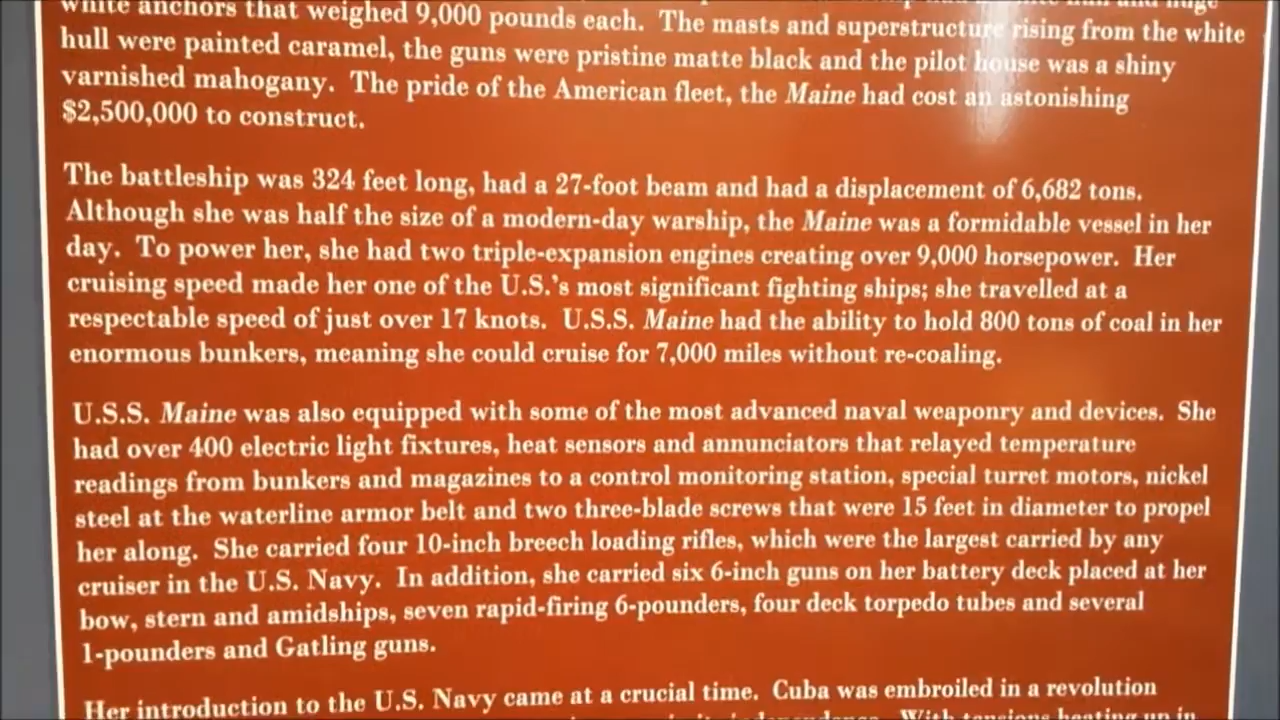 white anchors that weighed 9,000 pounds each. The masts and superstructure rising from the white
hull were painted caramel, the guns were pristine matte black and the pilot house was a shiny
varnished mahogany. The pride of the American fleet, the Maine had cost an astonishing
$2,500,000 to construct.
The battleship was 324 feet long, had a 27-foot beam and had a displacement of 6,682 tons.
Although she was half the size of a modern-day warship, the Maine was a formidable vessel in her
day. To power her, she had two triple-expansion engines creating over 9,000 horsepower. Her
cruising speed made her one of the U.S.'s most significant fighting ships; she travelled at a
respectable speed of just over 17 knots. U.S.S. Maine had the ability to hold 800 tons of coal in her
enormous bunkers, meaning she could cruise for 7,000 miles without re-coaling.
U.S.S. Maine was also equipped with some of the most advanced naval weaponry and devices. She
had over 400 electric light fixtures, heat sensors and annunciators that relayed temperature
readings from bunkers and magazines to a control monitoring station, special turret motors, nickel
steel at the waterline armor belt and two three-blade screws that were 15 feet in diameter to propel
her along. She carried four 10-inch breech loading rifles, which were the largest carried by any
cruiser in the U.S. Navy. In addition, she carried six 6-inch guns on her battery deck placed at her
bow, stern and amidships, seven rapid-firing 6-pounders, four deck torpedo tubes and several
1-pounders and Gatling guns.
Her introduction to the U.S. Navy came at a crucial time. Cuba was embroiled in a revolution
independence. With tensions heating up in